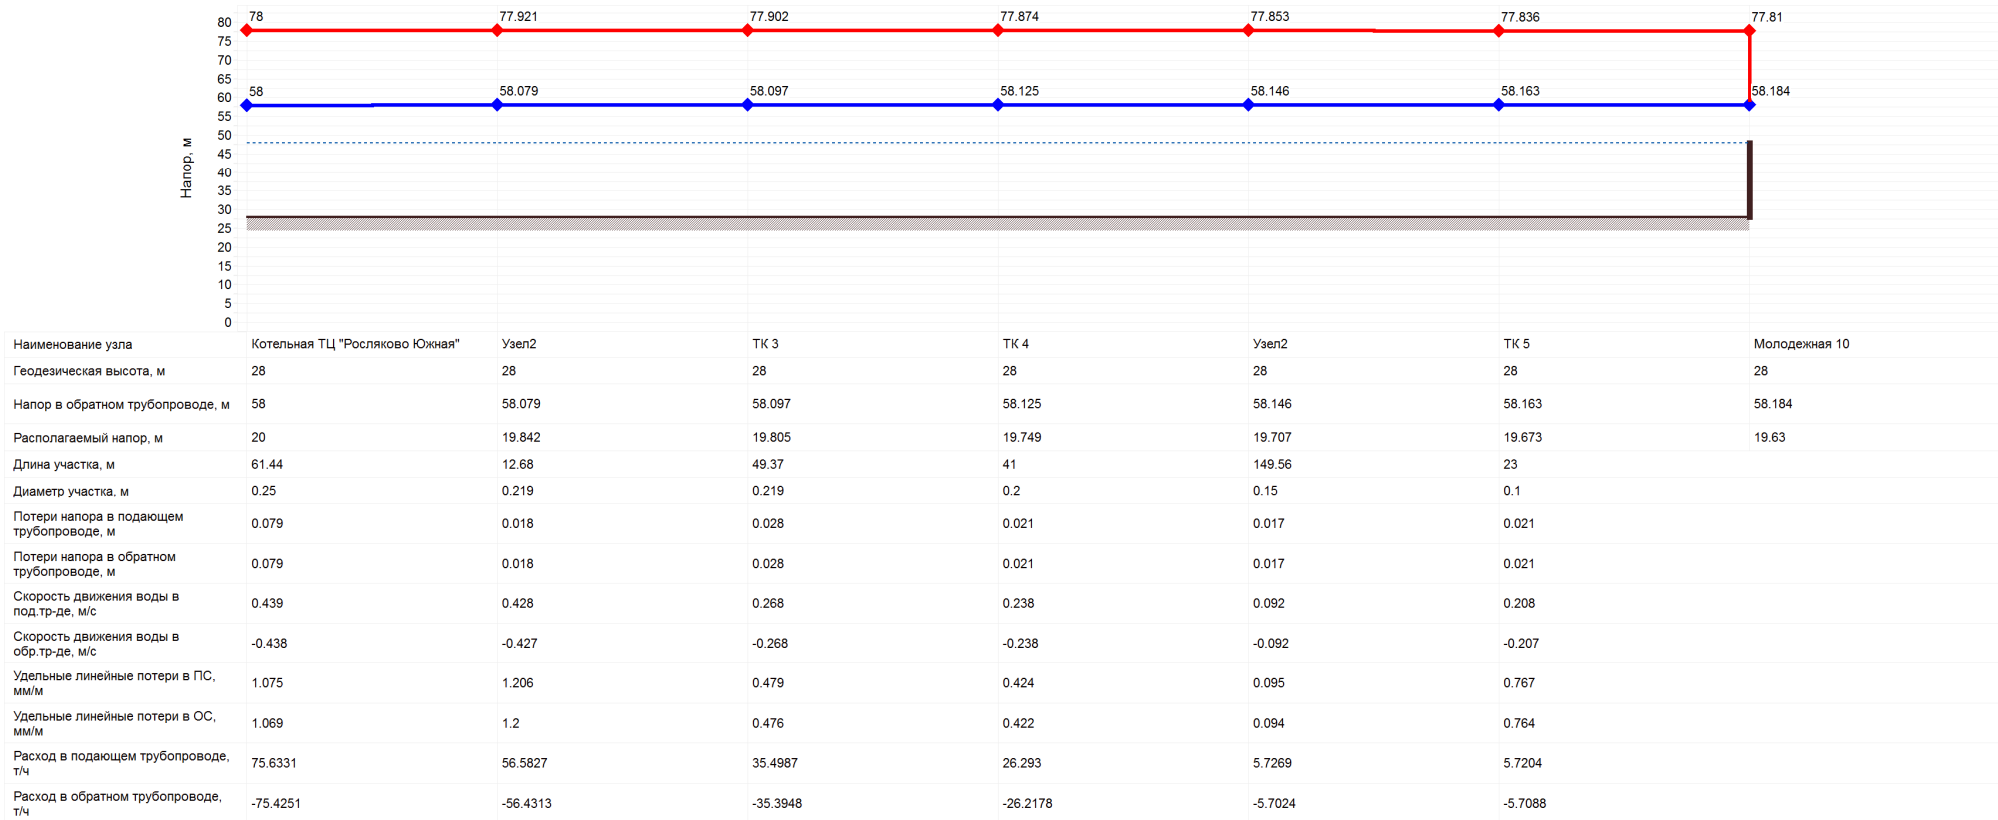 78 77.921 77.902 77.874 77.853 77.836 77.81
58 58.079 58.097 58.125 58.146 58.163 58.184
Напор, м
80
75
70
65
60
55
50
45
40
35
30
25
20
15
10
5
0
Наименование узла Котельная ТЦ "Росляково Южная" Узел2 ТК 3 ТК 4 Узел2 ТК 5 Молодежная 10
Геодезическая высота, м 28 28 28 28 28 28 28
Напор в обратном трубопроводе, м 58 58.079 58.097 58.125 58.146 58.163 58.184
Располагаемый напор, м 20 19.842 19.805 19.749 19.707 19.673 19.63
Длина участка, м 61.44 12.68 49.37 41 149.56 23
Диаметр участка, м 0.25 0.219 0.219 0.2 0.15 0.1
Потери напора в подающем
трубопроводе, м 0.079 0.018 0.028 0.021 0.017 0.021
Потери напора в обратном
трубопроводе, м 0.079 0.018 0.028 0.021 0.017 0.021
Скорость движения воды в
под.тр-де, м/с 0.439 0.428 0.268 0.238 0.092 0.208
Скорость движения воды в
обр.тр-де, м/с -0.438 -0.427 -0.268 -0.238 -0.092 -0.207
Удельные линейные потери в ПС,
мм/м 1.075 1.206 0.479 0.424 0.095 0.767
Удельные линейные потери в ОС,
мм/м 1.069 1.2 0.476 0.422 0.094 0.764
Расход в подающем трубопроводе,
т/ч 75.6331 56.5827 35.4987 26.293 5.7269 5.7204
Расход в обратном трубопроводе,
т/ч -75.4251 -56.4313 -35.3948 -26.2178 -5.7024 -5.7088